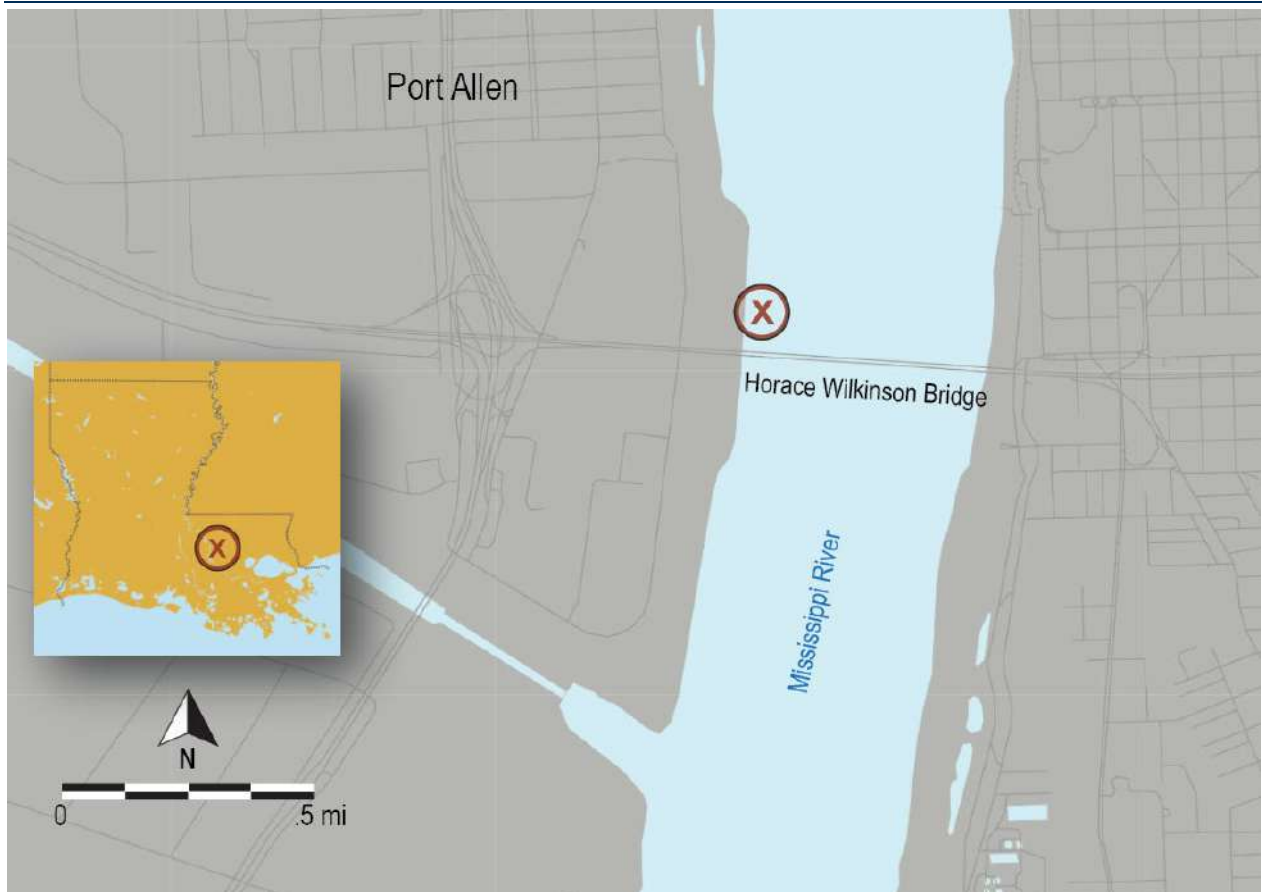 Port Allen
X
Horace Wilkinson Bridge
Mississippi River
X
N
0 .5 mi